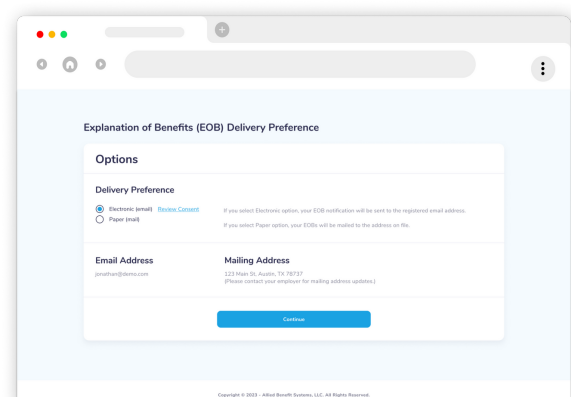 Explanation of Benefits (EOB) Delivery Preference
Options
Delivery Preference
Electronic (email) Review Consent
Paper (mail)
If you select Electronic option, your EOB notification will be sent to the registered email address.
If you select Paper option, your EOBs will be mailed to the address on file.
Email Address
jonathan@demo.com
Mailing Address
123 Main St. Austin, TX 78737
(Please contact your employer for mailing address updates.)
Continue
Copyright © 2023 - Allied Benefit Systems, LLC. All Rights Reserved.